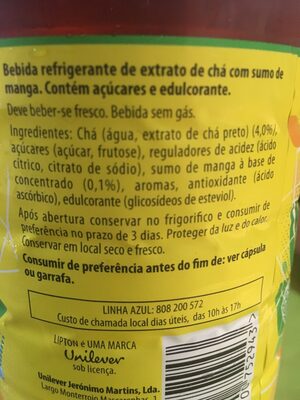 Bebida refrigerante de extrato de chá com sumo de
manga. Contém açúcares e edulcorante.
Deve beber-se fresco. Bebida sem gás.
Ingredientes: Chá (água, extrato de chá preto) (4,0%),
açúcares (açúcar, frutose), reguladores de acidez (ácido
cítrico, citrato de sódio), sumo de manga à base de
concentrado (0,1%), aromas, antioxidante (ácido
ascórbico), edulcorante (glicosídeos de esteviol).
Após abertura conservar no frigorifico e consumir de
preferência no prazo de 3 dias. Proteger da luz e do calor.
Conservar em local seco e fresco.
Consumir de preferência antes do fim de: ver cápsula
ou garrafa.
LINHA AZUL: 808 200 572
Custo de chamada local dias úteis, das 10h às 17h
LIPTON é UMA MARCA
Unilever
sob licença.
Unilever Jerónimo Martins, Lda.
Largo Monterroio Mascarenhas, 1